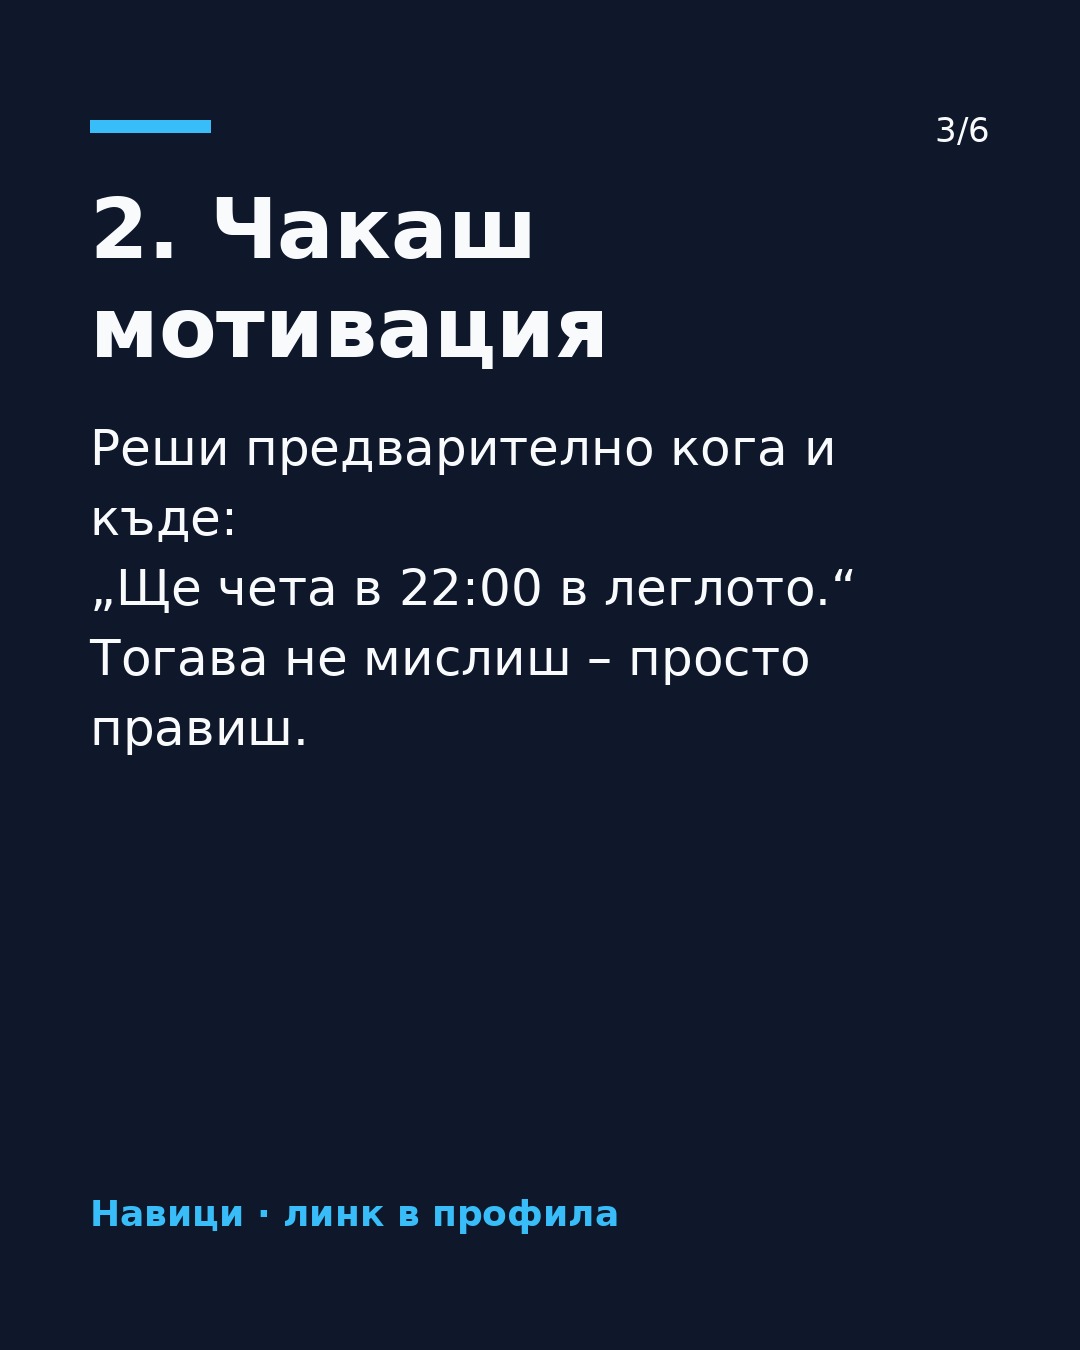 3/6
2. Чакаш
мотивация
Реши предварително кога и
къде:
„Ще чета в 22:00 в леглото.“
Тогава не мислиш – просто
правиш.
Навици · линк в профила